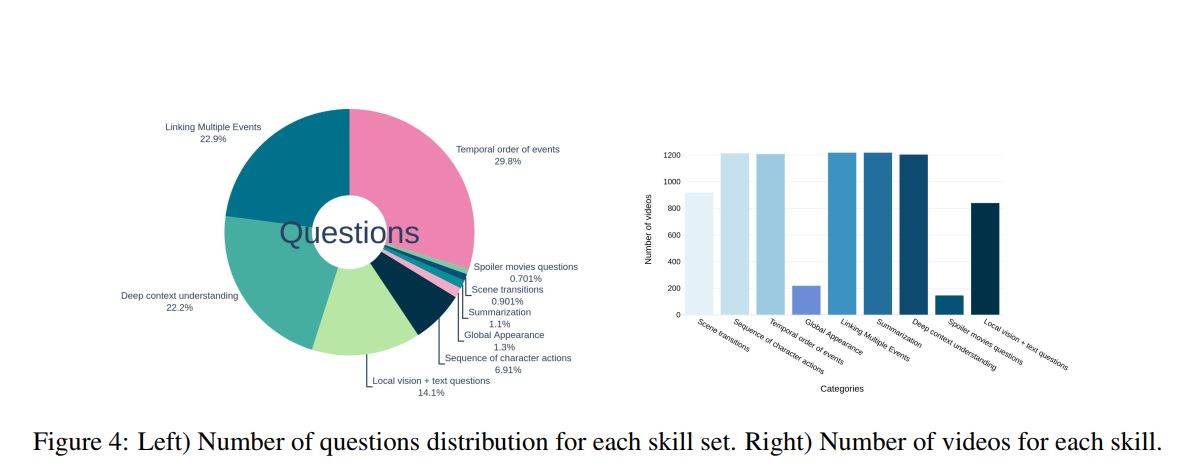 Linking Multiple Events
22.9%
Temporal order of events
29.8%
Questions
Spoiler movies questions
0.701%
Scene transitions
0.901%
Summarization
1.1%
Global Appearance
1.3%
Sequence of character actions
6.91%
Local vision + text questions
14.1%
Deep context understanding
22.2%
Number of videos
1200
1000
800
600
400
200
0
Scene transitions
Sequence of character actions
Temporal order of events
Global Appearance
Linking Multiple Events
Summarization
Deep context understanding
Spoiler movies questions
Local vision + text questions
Categories
Figure 4: Left) Number of questions distribution for each skill set. Right) Number of videos for each skill.